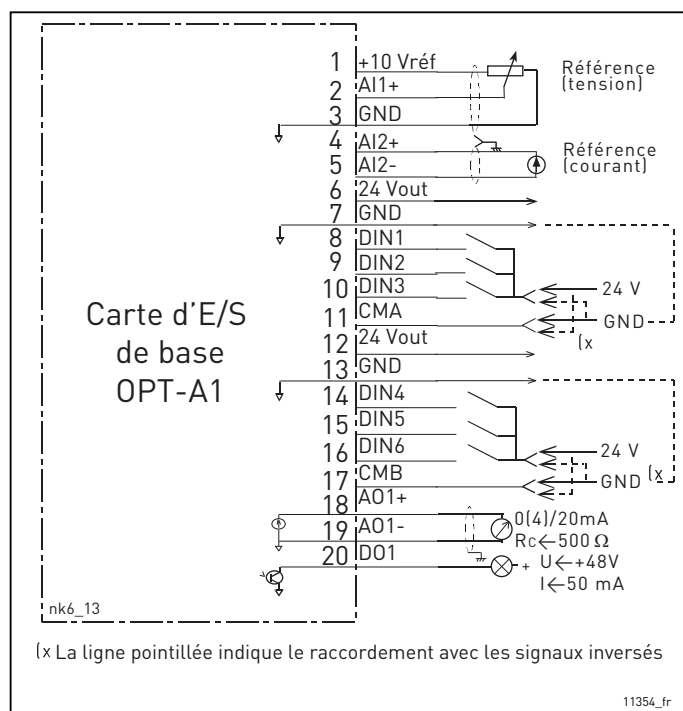 1 +10 Vréf
2 AI1+
3 GND
Référence
(tension)
4 AI2+
5 AI2-
Référence
(courant)
6 24 Vout
7 GND
8 DIN1
9 DIN2
10 DIN3
24 V
11 CMA
GND
(x
12 24 Vout
13 GND
14 DIN4
15 DIN5
16 DIN6
24 V
17 CMB
GND (x
18 AO1+
19 AO1-
0(4)/20mA
RC←500 Ω
20 DO1
+ U←+48V
I←50 mA
Carte d'E/S
de base
OPT-A1
nk6_13
(x La ligne pointillée indique le raccordement avec les signaux inversés
11354_fr